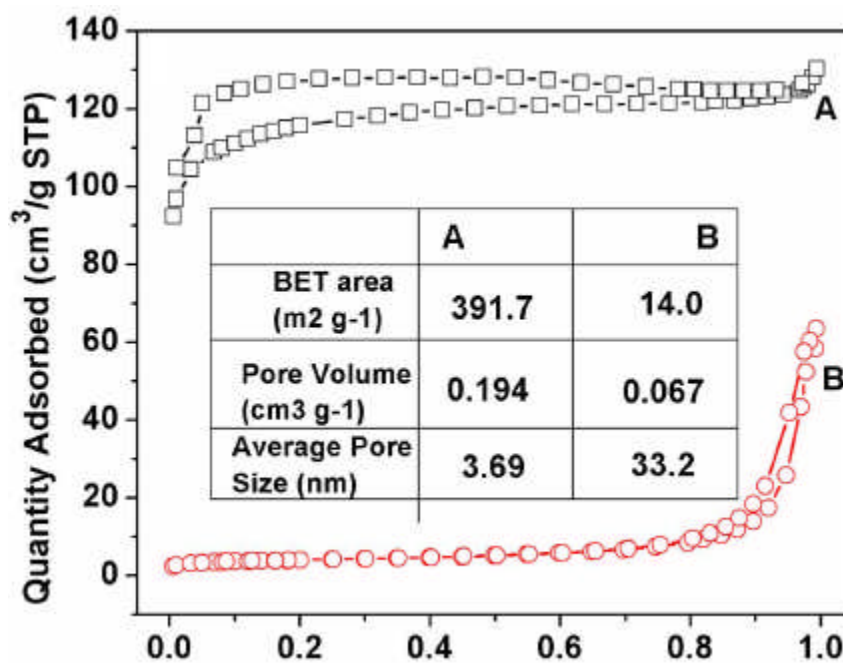 140
120
100
80
60
40
20
0
Quantity Adsorbed (cm³/g STP)
A
B
A B
BET area
(m2 g-1)
391.7 14.0
Pore Volume
(cm3 g-1)
0.194 0.067
Average Pore
Size (nm)
3.69 33.2
0.0 0.2 0.4 0.6 0.8 1.0